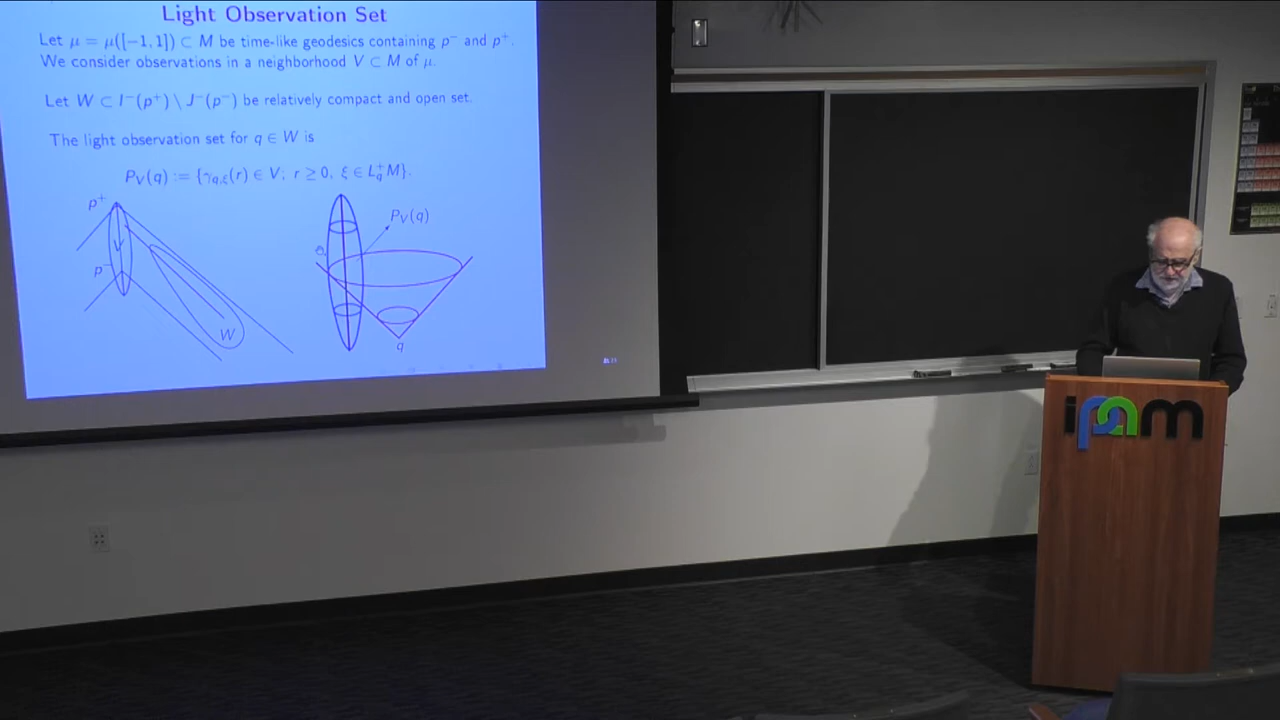 Light Observation Set
Let μ = μ([−1, 1]) ⊂ M be time-like geodesics containing p⁻ and p⁺.
We consider observations in a neighborhood V ⊂ M of μ.
Let W ⊂ I⁻(p⁺) \ J⁻(p⁻) be relatively compact and open set.
The light observation set for q ∈ W is
P_V(q) := {γ_{q,ξ}(r) ∈ V; r ≥ 0, ξ ∈ L_q⁺M}.
p⁺
P_V(q)
p⁻
W
q
ipam